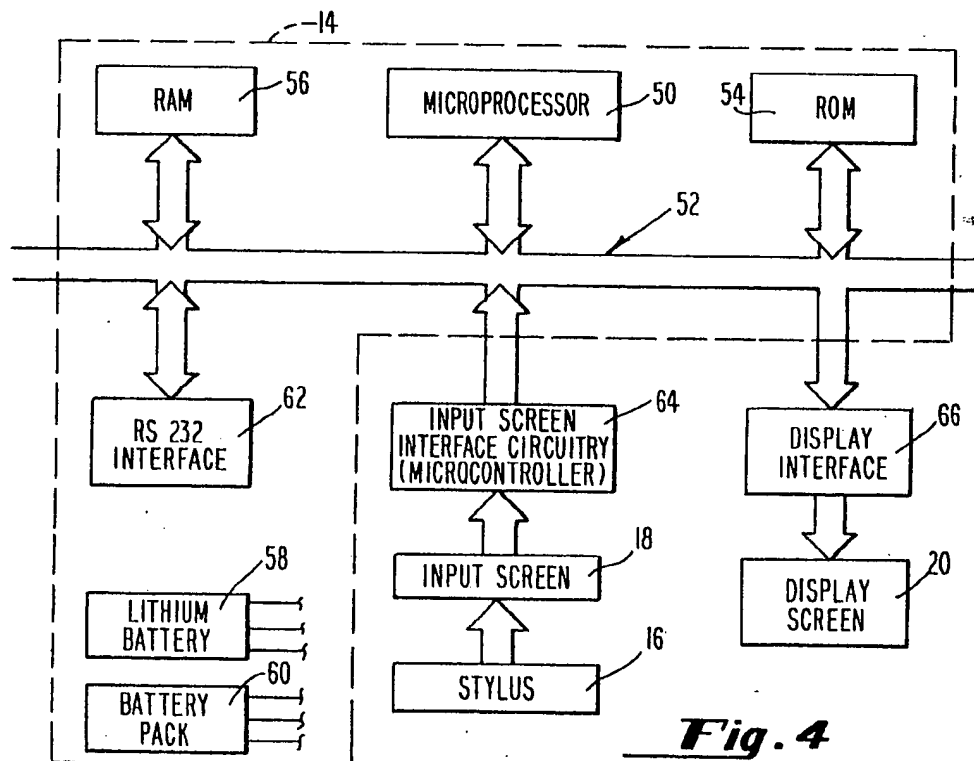 -14
RAM
56
MICROPROCESSOR
50
54
ROM
52
RS 232
INTERFACE
62
INPUT SCREEN
INTERFACE CIRCUITRY
(MICROCONTROLLER)
64
DISPLAY
INTERFACE
66
INPUT SCREEN
18
DISPLAY
SCREEN
20
LITHIUM
BATTERY
58
STYLUS
16
BATTERY
PACK
60
Fig. 4